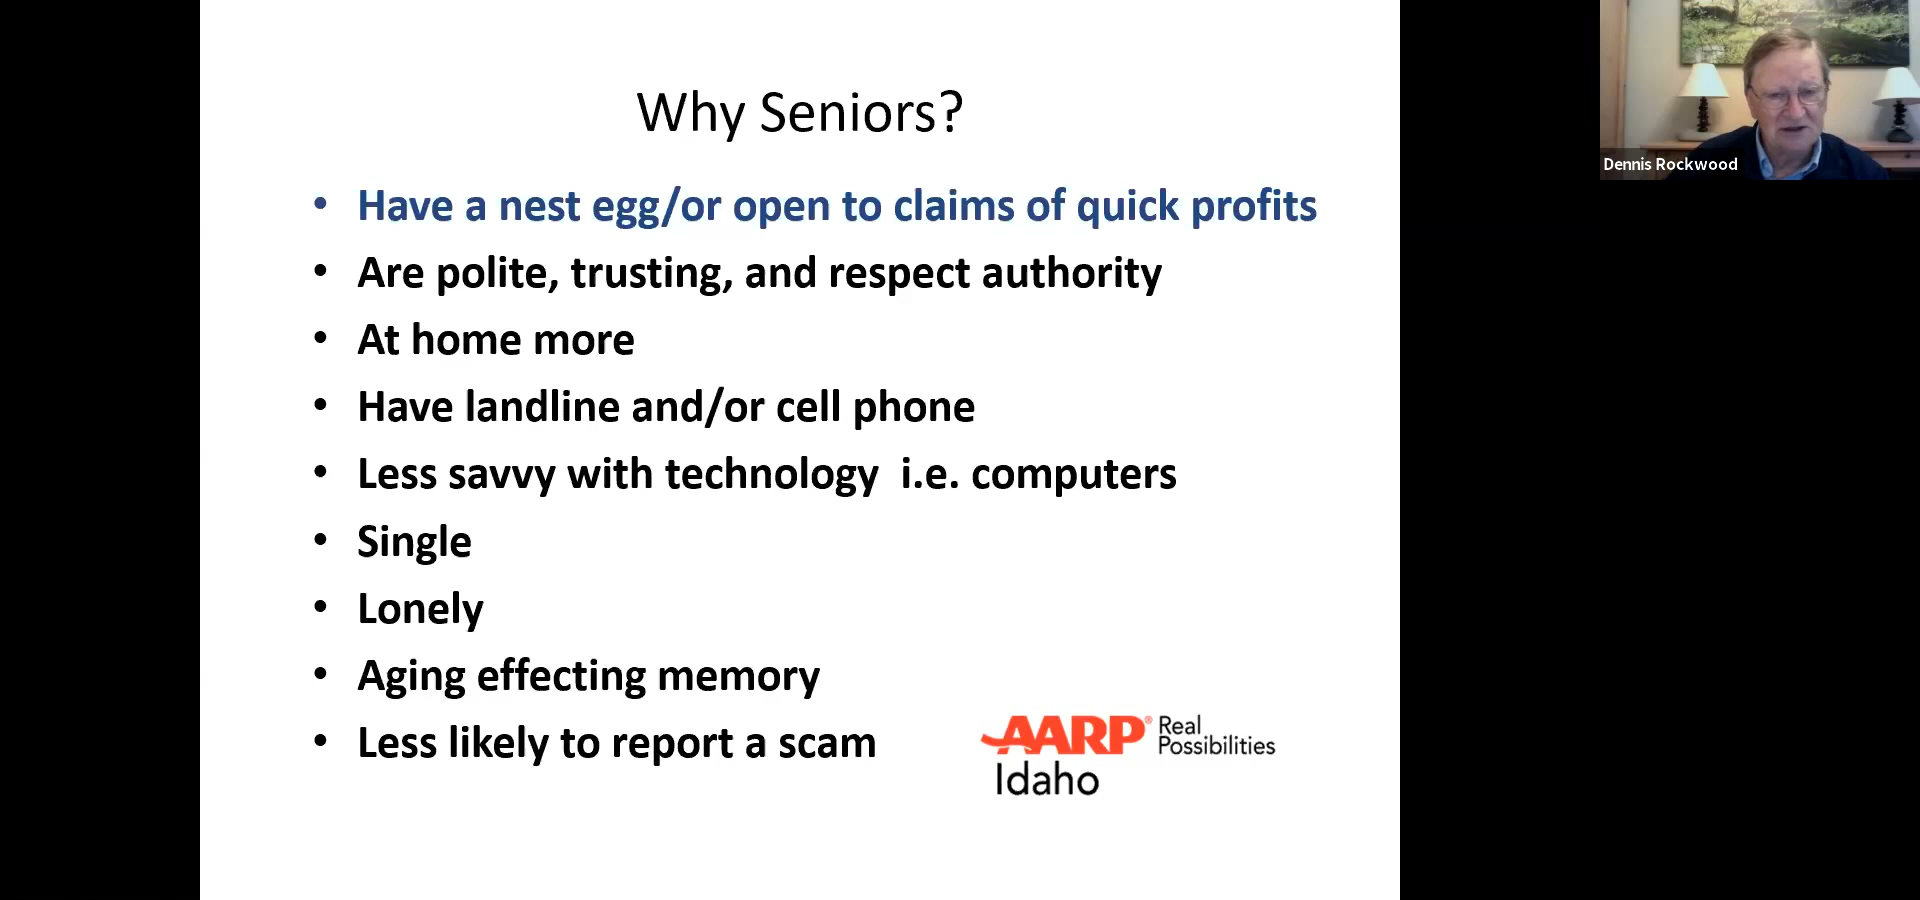 Why Seniors?
• Have a nest egg/or open to claims of quick profits
• Are polite, trusting, and respect authority
• At home more
• Have landline and/or cell phone
• Less savvy with technology  i.e. computers
• Single
• Lonely
• Aging effecting memory
• Less likely to report a scam
AARP® Real
Possibilities
Idaho
Dennis Rockwood